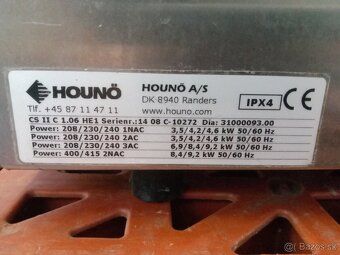 HOUNÖ
Tlf. +45 87 11 47 11
HOUNÖ A/S
DK-8940 Randers
www.houno.com
IPX4 CE
CS II C 1.06 HE1 Serienr.:14 08 C-10272 Dia: 31000093.00
Power: 208/230/240 1NAC 3,5/4,2/4,6 kW 50/60 Hz
Power: 208/230/240 2AC 3,5/4,2/4,6 kW 50/60 Hz
Power: 208/230/240 3AC 6,9/8,4/9,2 kW 50/60 Hz
Power: 400/415 2NAC 8,4/9,2 kW 50/60 Hz
bazos.sk